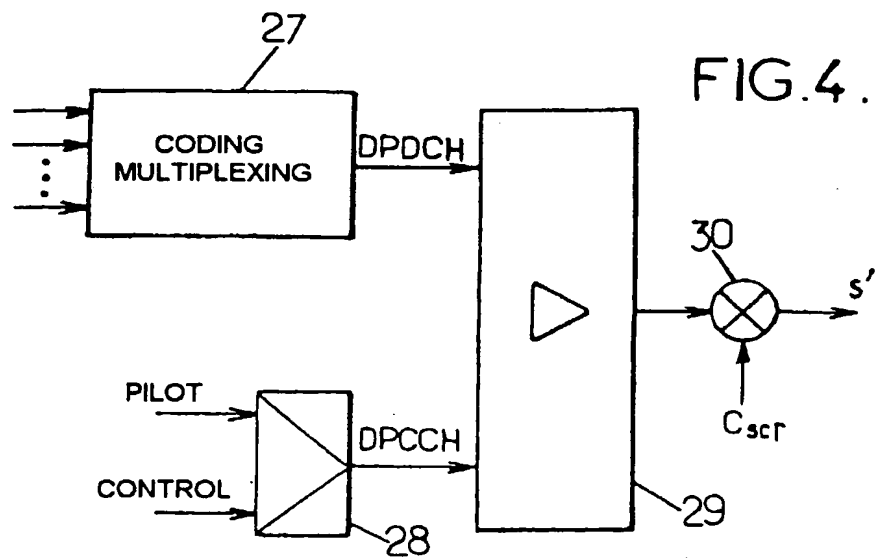 27
FIG.4.
CODING
MULTIPLEXING
DPDCH
30
s'
PILOT
DPCCH
Cscr
CONTROL
28
29